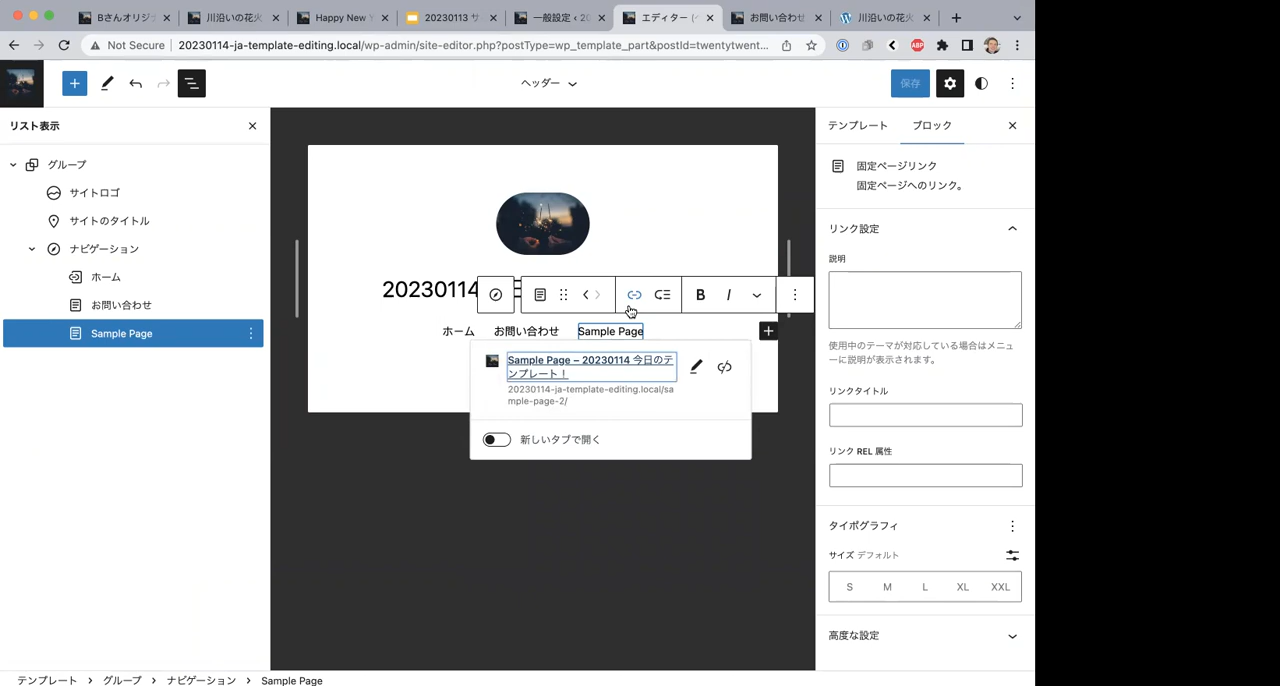 Bさんオリジ
川沿いの花火
Happy New Y
20230113 サ
一般設定 ‹ 20
エディター (ベ
お問い合わせ
川沿いの花火
Not Secure
20230114-ja-template-editing.local/wp-admin/site-editor.php?postType=wp_template_part&postId=twentytwent...
ABP
ヘッダー
保存
リスト表示
グループ
サイトロゴ
サイトのタイトル
ナビゲーション
ホーム
お問い合わせ
Sample Page
20230114
ホーム
お問い合わせ
Sample Page
B
I
Sample Page – 20230114 今日のテ
ンプレート！
20230114-ja-template-editing.local/sa
mple-page-2/
新しいタブで開く
テンプレート
ブロック
固定ページリンク
固定ページへのリンク。
リンク設定
説明
使用中のテーマが対応している場合はメニュ
ーに説明が表示されます。
リンクタイトル
リンク REL 属性
タイポグラフィ
サイズ デフォルト
S
M
L
XL
XXL
高度な設定
テンプレート › グループ › ナビゲーション › Sample Page